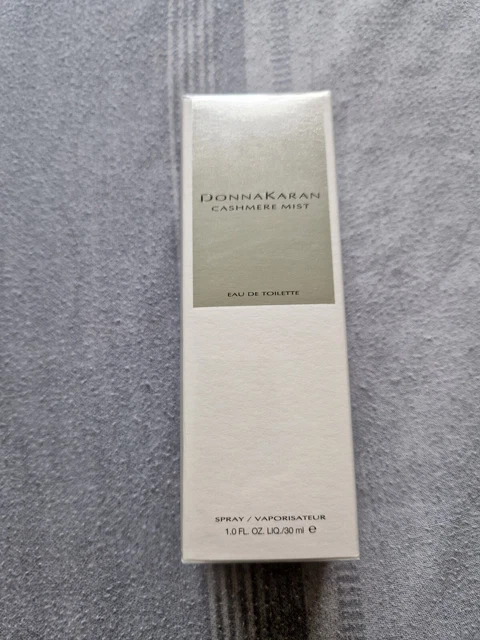 DONNAKARAN
CASHMERE MIST
EAU DE TOILETTE
SPRAY / VAPORISATEUR
1.0 FL. OZ. LIQ./30 ml ℮